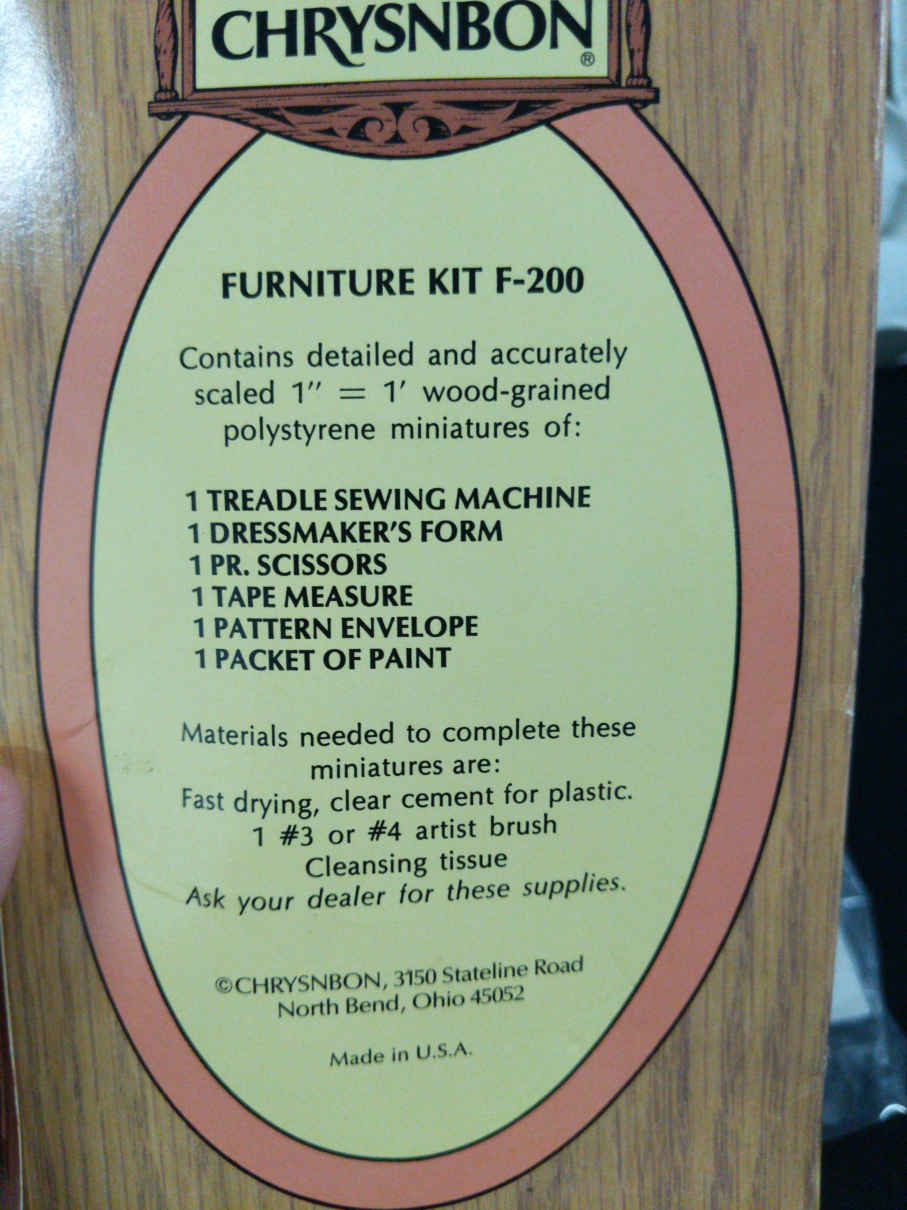 CHRYSNBON
®
FURNITURE KIT F-200
Contains detailed and accurately
scaled 1″ = 1′ wood-grained
polystyrene miniatures of:
1 TREADLE SEWING MACHINE
1 DRESSMAKER'S FORM
1 PR. SCISSORS
1 TAPE MEASURE
1 PATTERN ENVELOPE
1 PACKET OF PAINT
Materials needed to complete these
miniatures are:
Fast drying, clear cement for plastic.
1 #3 or #4 artist brush
Cleansing tissue
Ask your dealer for these supplies.
©CHRYSNBON, 3150 Stateline Road
North Bend, Ohio 45052
Made in U.S.A.